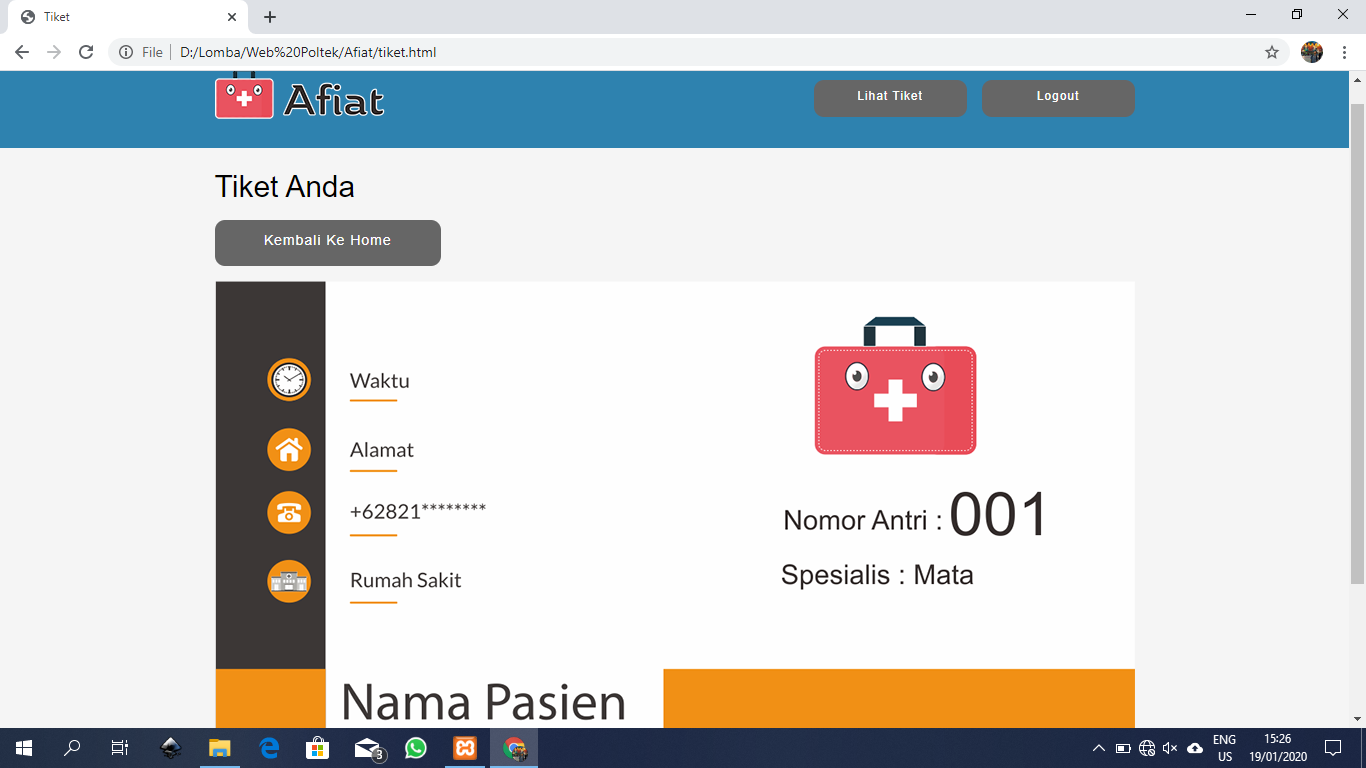 Tiket
File
D:/Lomba/Web%20Poltek/Afiat/tiket.html
Afiat
Lihat Tiket
Logout
Tiket Anda
Kembali Ke Home
Waktu
Alamat
+62821********
Rumah Sakit
Nomor Antri : 001
Spesialis : Mata
Nama Pasien
3
ENG
US
15:26
19/01/2020